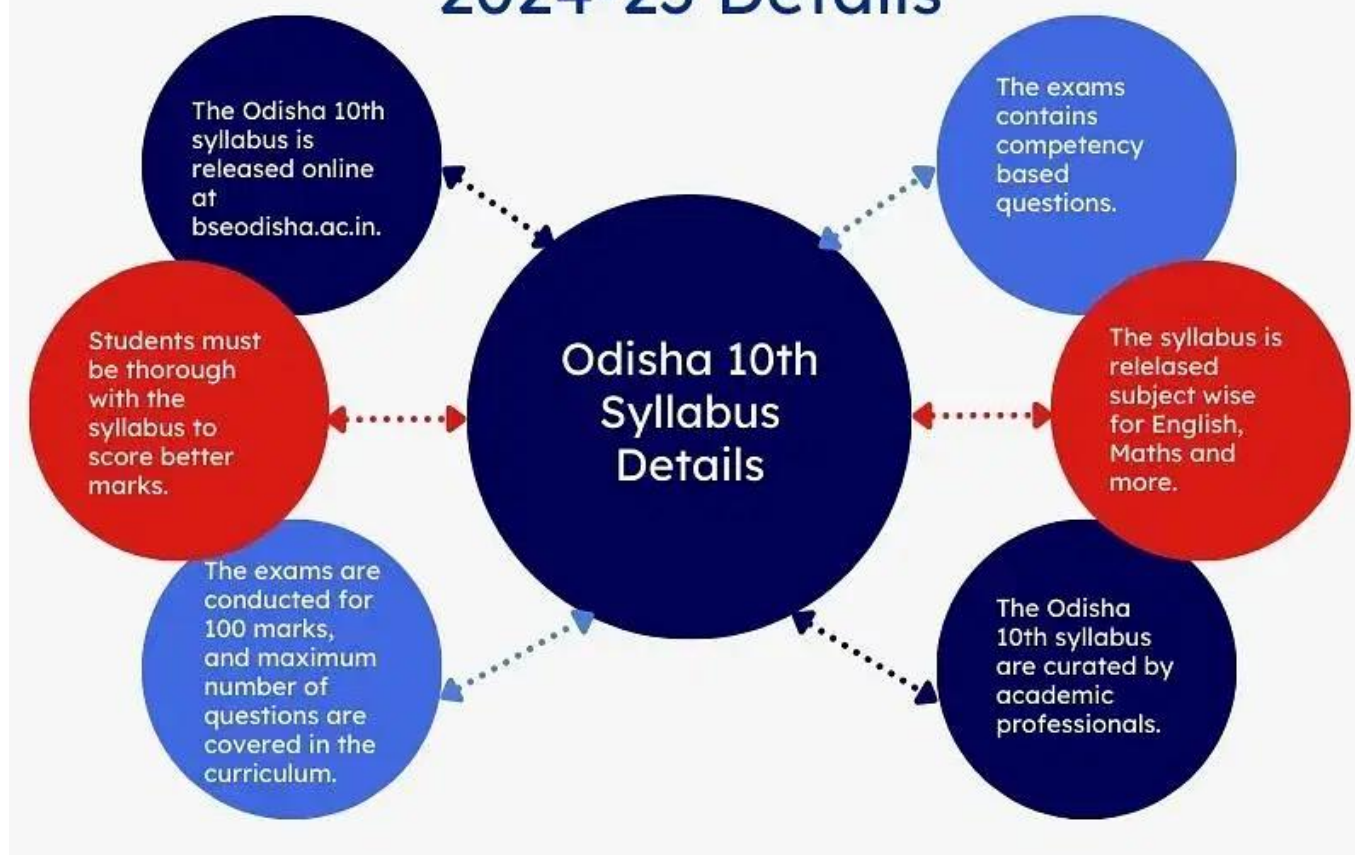 2024-25 Details
The Odisha 10th
syllabus is
released online
at
bseodisha.ac.in.
Students must
be thorough
with the
syllabus to
score better
marks.
The exams are
conducted for
100 marks,
and maximum
number of
questions are
covered in the
curriculum.
Odisha 10th
Syllabus
Details
The exams
contains
competency
based
questions.
The syllabus is
relelased
subject wise
for English,
Maths and
more.
The Odisha
10th syllabus
are curated by
academic
professionals.